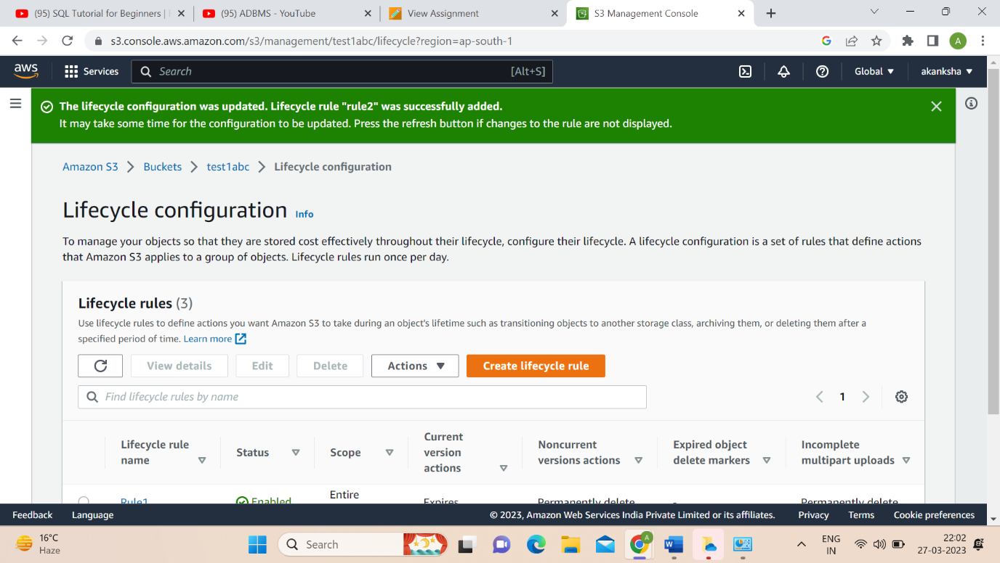 (95) SQL Tutorial for Beginners |
(95) ADBMS - YouTube
View Assignment
S3 Management Console
s3.console.aws.amazon.com/s3/management/test1abc/lifecycle?region=ap-south-1
A
aws
Services
Search
[Alt+S]
Global
akanksha
The lifecycle configuration was updated. Lifecycle rule "rule2" was successfully added.
It may take some time for the configuration to be updated. Press the refresh button if changes to the rule are not displayed.
Amazon S3
Buckets
test1abc
Lifecycle configuration
Lifecycle configuration Info
To manage your objects so that they are stored cost effectively throughout their lifecycle, configure their lifecycle. A lifecycle configuration is a set of rules that define actions
that Amazon S3 applies to a group of objects. Lifecycle rules run once per day.
Lifecycle rules (3)
Use lifecycle rules to define actions you want Amazon S3 to take during an object's lifetime such as transitioning objects to another storage class, archiving them, or deleting them after a
specified period of time. Learn more
View details
Edit
Delete
Actions
Create lifecycle rule
Find lifecycle rules by name
1
Lifecycle rule
name
Status
Scope
Current
version
actions
Noncurrent
versions actions
Expired object
delete markers
Incomplete
multipart uploads
Rule1
Enabled
Entire
Expires
Permanently delete
-
Permanently delete
Feedback
Language
© 2023, Amazon Web Services India Private Limited or its affiliates.
Privacy
Terms
Cookie preferences
16°C
Haze
Search
A
W
ENG
IN
22:02
27-03-2023